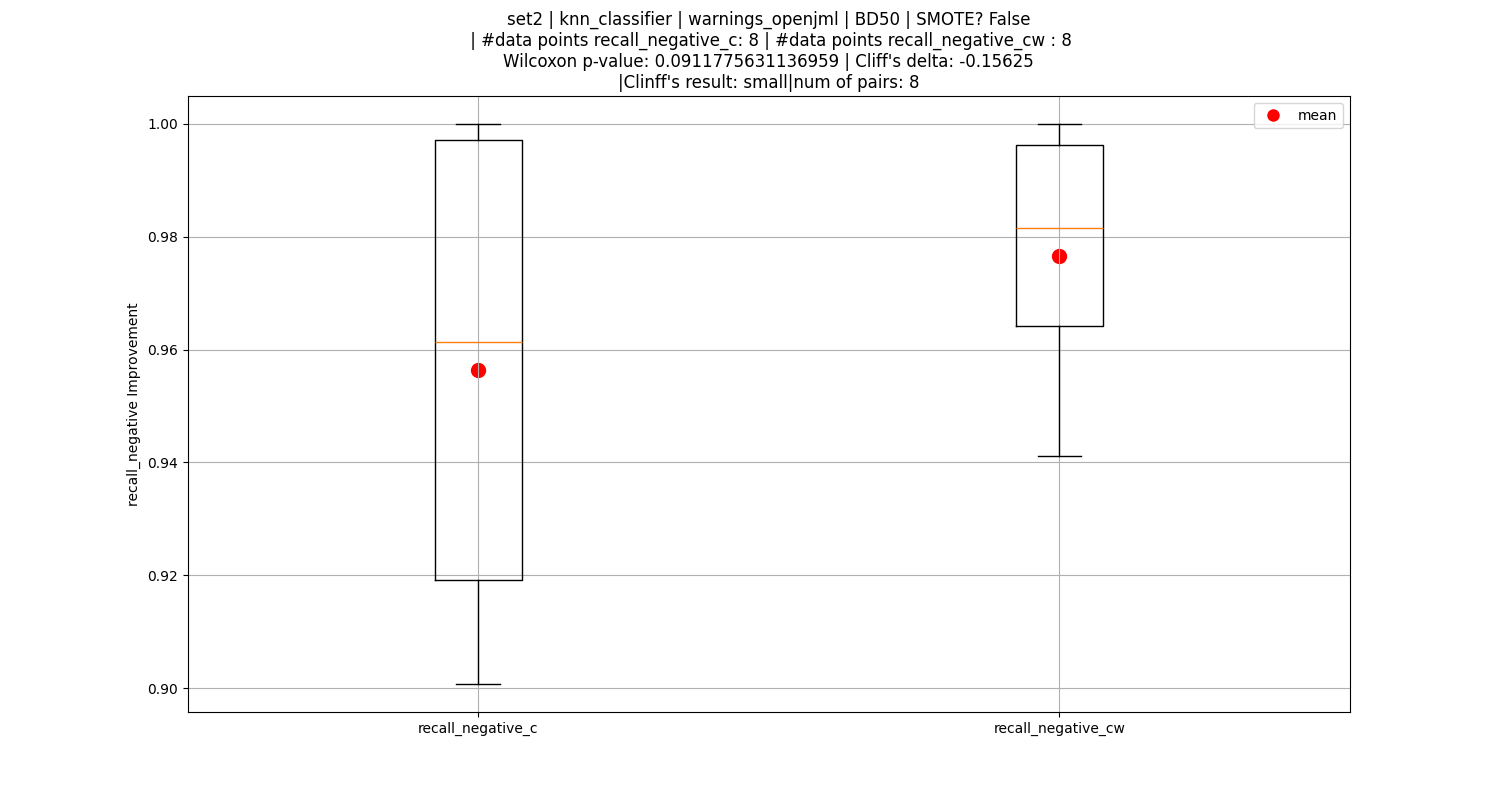 set2 | knn_classifier | warnings_openjml | BD50 | SMOTE? False
| #data points recall_negative_c: 8 | #data points recall_negative_cw : 8
Wilcoxon p-value: 0.0911775631136959 | Cliff's delta: -0.15625
|Clinff's result: small|num of pairs: 8
mean
1.00
0.98
0.96
0.94
0.92
0.90
recall_negative Improvement
recall_negative_c
recall_negative_cw